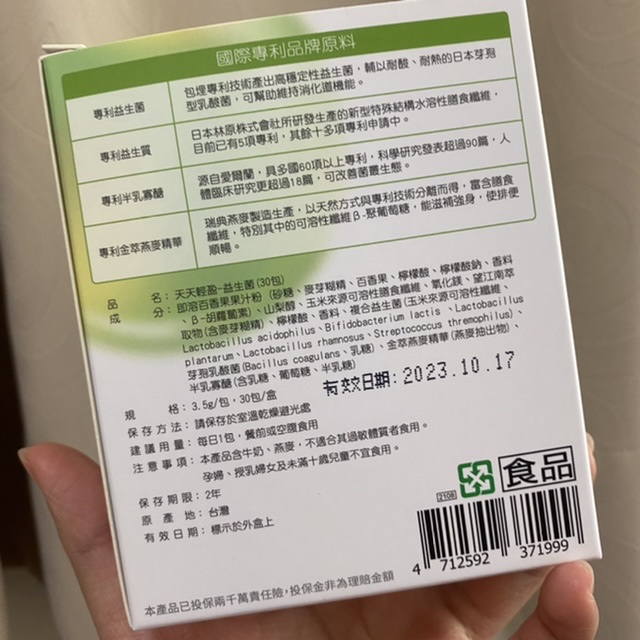 國際專利品牌原料
專利益生菌
包埋專利技術產出高穩定性益生菌，輔以耐酸、耐熱的日本芽孢
型乳酸菌，可幫助維持消化道機能。
專利益生質
日本林原株式會社所研發生產的新型特殊結構水溶性膳食纖維，
目前已有5項專利，其餘十多項專利申請中。
專利半乳寡醣
源自愛爾蘭，具多國60項以上專利，科學研究發表超過90篇，人
體臨床研究更超過18篇，可改善菌叢生態。
專利金萃燕麥精華
瑞典燕麥製造生產，以天然方式與專利技術分離而得，富含膳食
纖維，特別其中的可溶性纖維β-聚葡萄糖，能滋補強身，使排便
順暢。
品名：天天輕盈-益生菌(30包)
成分：即溶百香果果汁粉（砂糖、麥芽糊精、百香果、檸檬酸、檸檬酸鈉、香料
、β-胡蘿蔔素）、山梨醇、玉米來源可溶性膳食纖維、氧化鎂、望江南萃
取物（含麥芽糊精）、檸檬酸、香料、複合益生菌(玉米來源可溶性纖維、
Lactobacillus acidophilus、Bifidobacterium lactis、Lactobacillus
plantarum、Lactobacillus rhamnosus、Streptococcus thremophilus)、
芽孢乳酸菌(Bacillus coagulans、乳糖)、金萃燕麥精華(燕麥抽出物)、
半乳寡醣(含乳糖、葡萄糖、半乳糖)
有效日期：2023.10.17
規格：3.5g/包，30包/盒
保存方法：請保存於室溫乾燥避光處
建議用量：每日1包，餐前或空腹食用
注意事項：本產品含牛奶、燕麥，不適合其過敏體質者食用。
孕婦、授乳婦女及未滿十歲兒童不宜食用。
保存期限：2年
原產地：台灣
有效日期：標示於外盒上
2108
食品
4 712592 371999
本產品已投保兩千萬責任險，投保金非為理賠金額